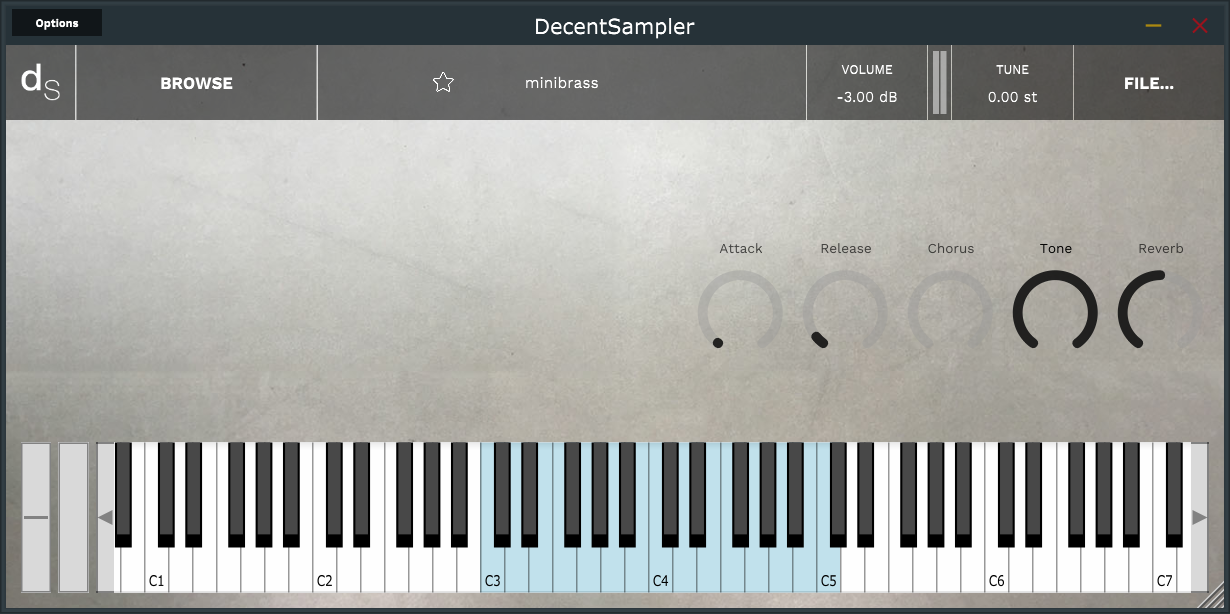 Options
DecentSampler
ds
BROWSE
minibrass
VOLUME
-3.00 dB
TUNE
0.00 st
FILE...
Attack
Release
Chorus
Tone
Reverb
C1
C2
C3
C4
C5
C6
C7